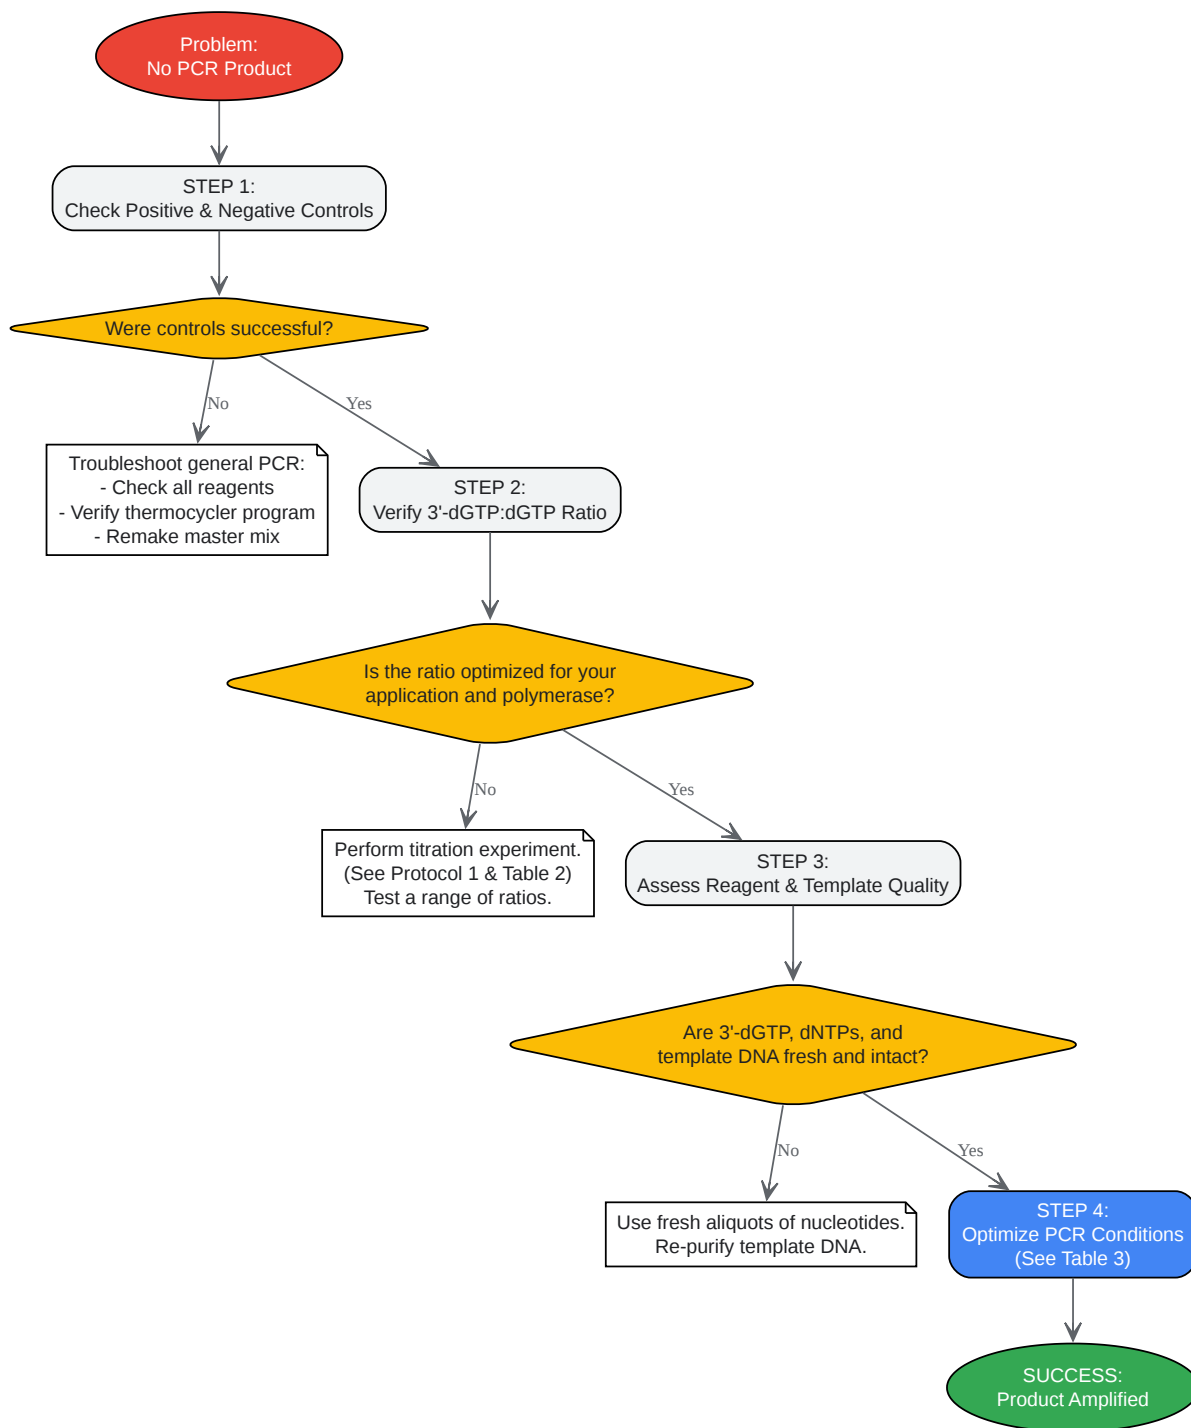 Problem:
No PCR Product
STEP 1:
Check Positive & Negative Controls
Were controls successful?
No
Yes
Troubleshoot general PCR:
- Check all reagents
- Verify thermocycler program
- Remake master mix
STEP 2:
Verify 3'-dGTP:dGTP Ratio
Is the ratio optimized for your
application and polymerase?
No
Yes
Perform titration experiment.
(See Protocol 1 & Table 2)
Test a range of ratios.
STEP 3:
Assess Reagent & Template Quality
Are 3'-dGTP, dNTPs, and
template DNA fresh and intact?
No
Yes
Use fresh aliquots of nucleotides.
Re-purify template DNA.
STEP 4:
Optimize PCR Conditions
(See Table 3)
SUCCESS:
Product Amplified